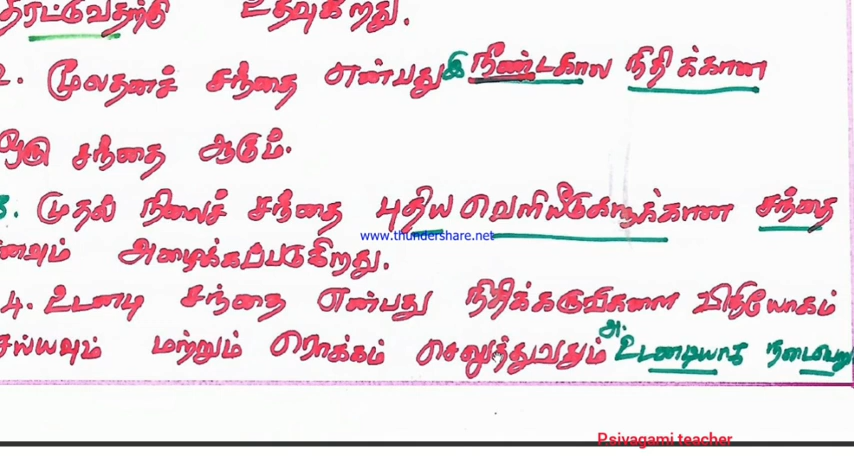 திரட்டுவதற்கு உதவுகிறது.
2. மூலதனச் சந்தை என்பது இ நீண்டகால நிதிக்கான
ஒரு சந்தை ஆகும்.
3. முதல் நிலைச் சந்தை புதிய வெளியீடுகளுக்கான சந்தை
www.thundershare.net
எனவும் அழைக்கப்படுகிறது.
4. உடனடி சந்தை என்பது நிதிக்கருவிகளை விநியோகம்
செய்யவும் மற்றும் ரொக்கம் செலுத்துவதும் அ. உடனடியாக நடைபெறு
Psivagami teacher